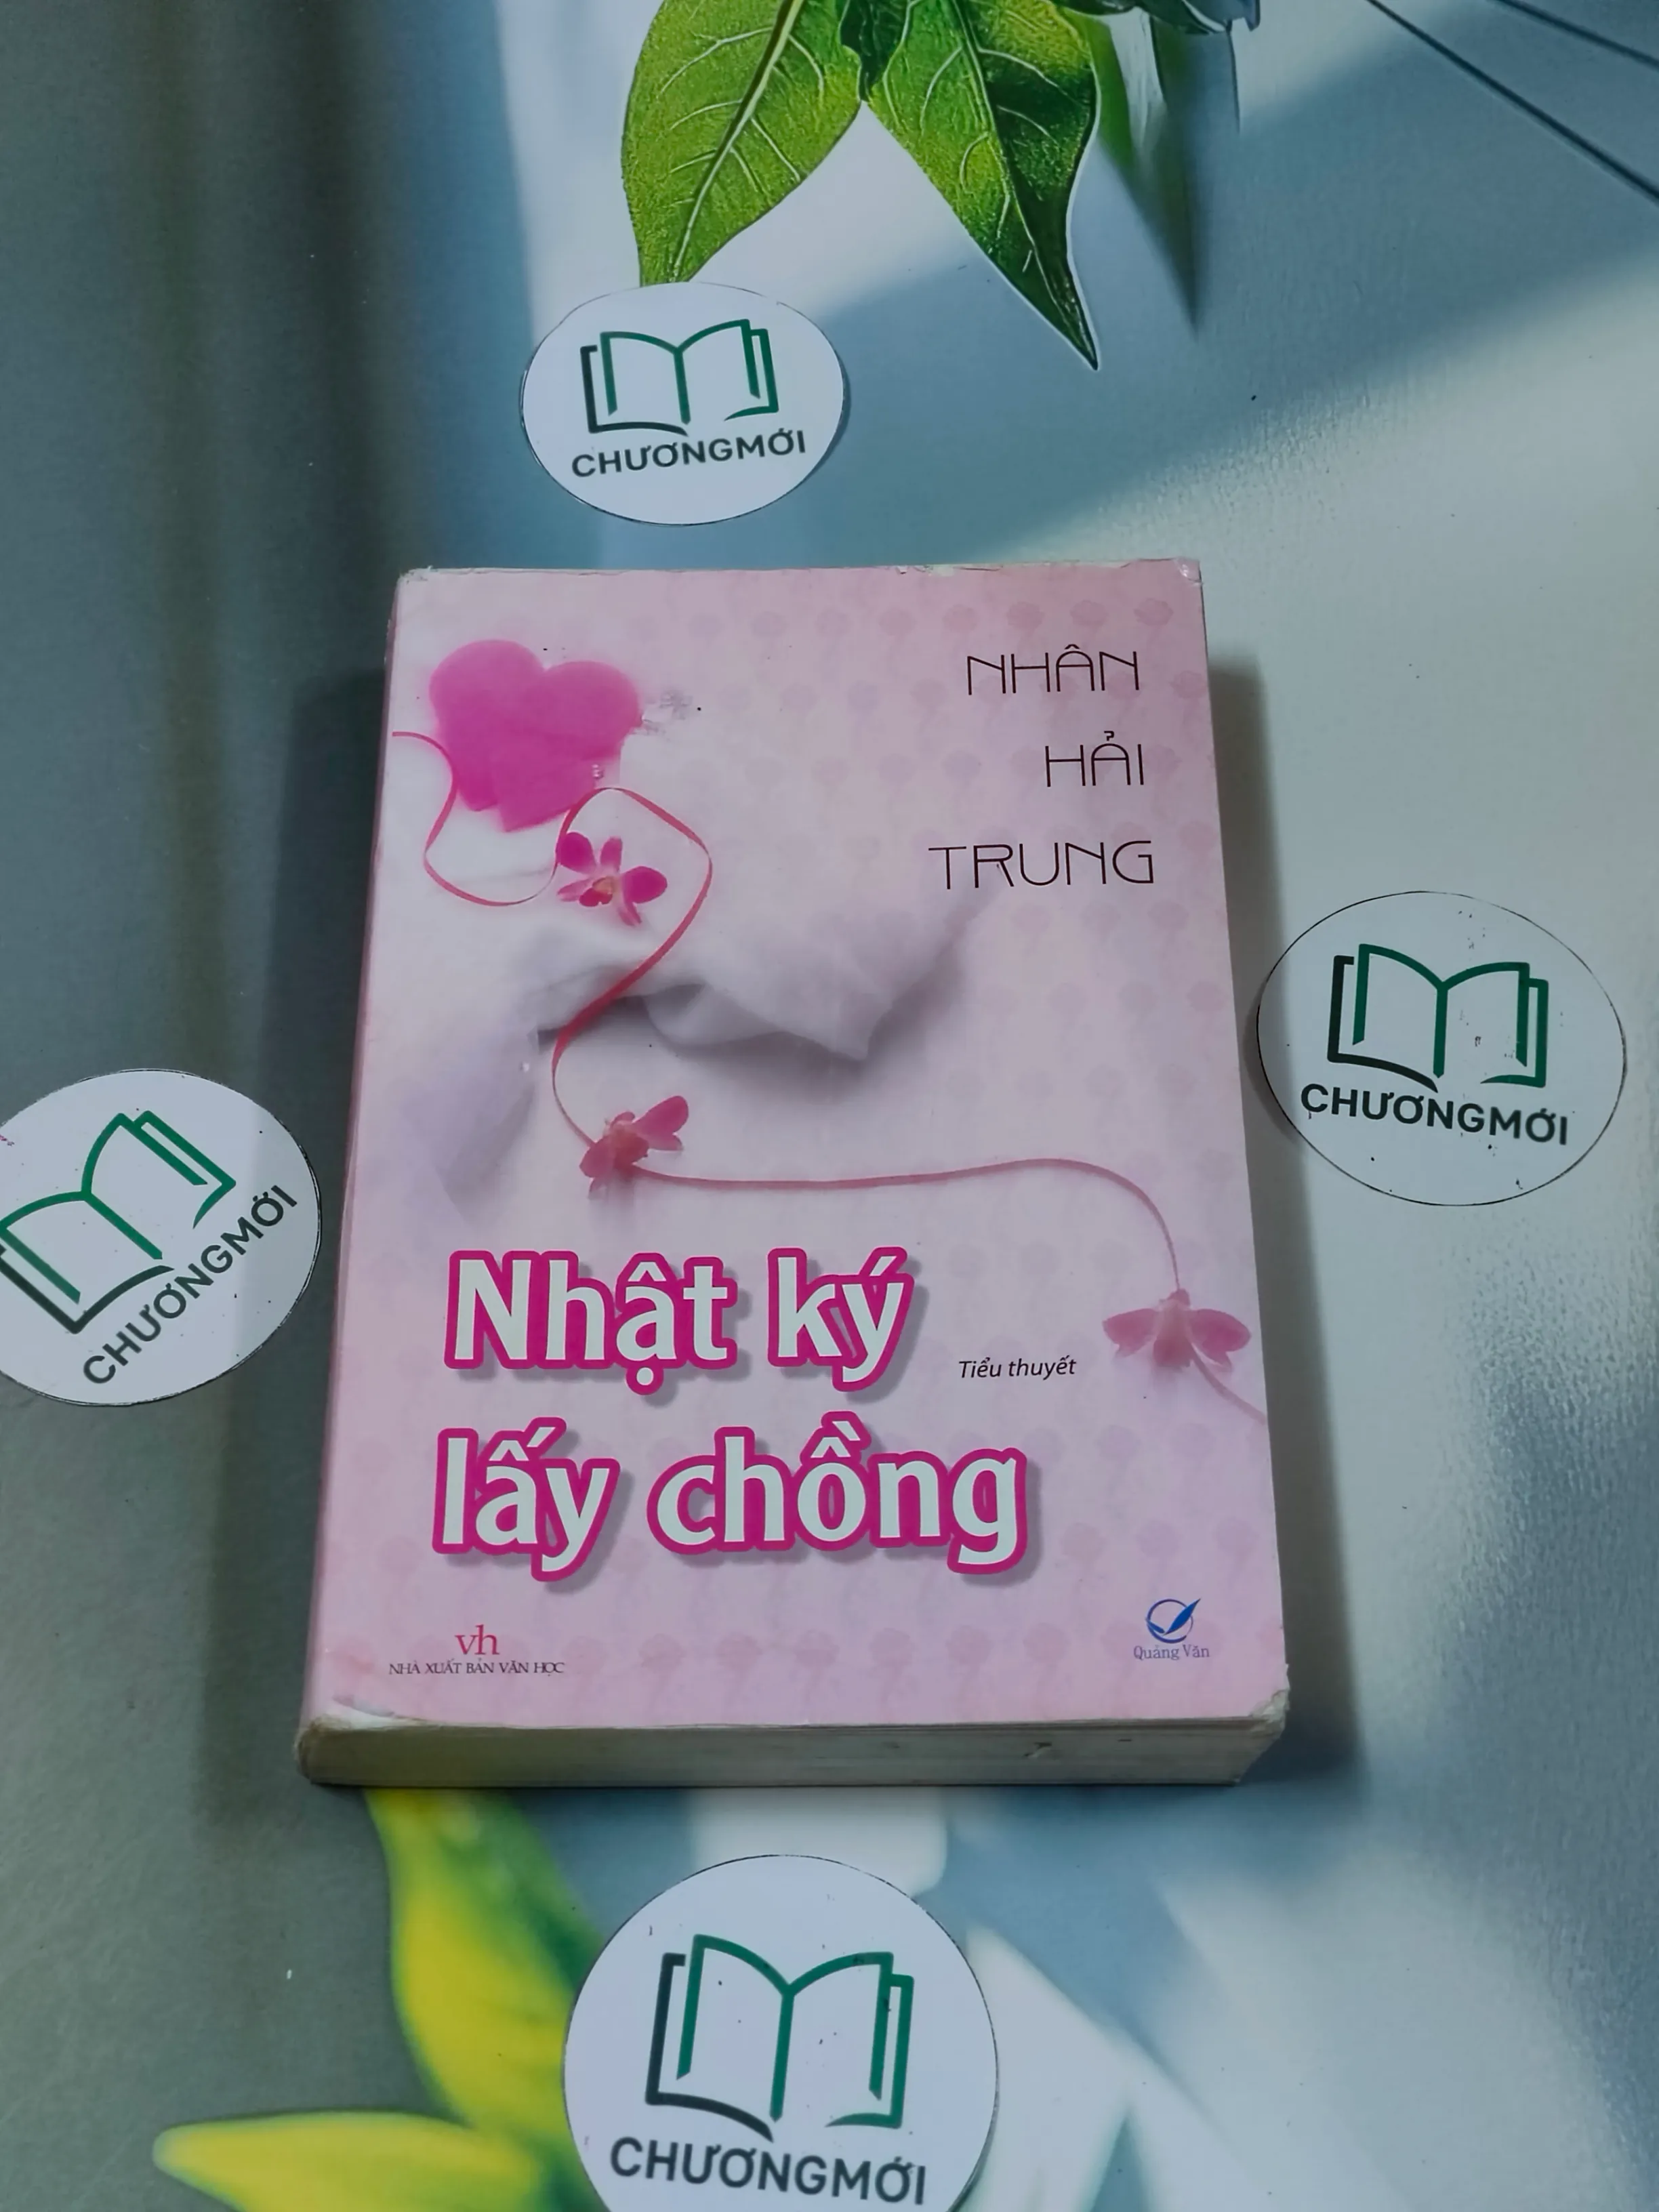 CHƯƠNGMỚI
NHÂN
HẢI
TRUNG
CHƯƠNGMỚI
CHƯƠNGMỚI
Nhật ký
Tiểu thuyết
lấy chồng
vh
NHÀ XUẤT BẢN VĂN HỌC
Quảng Văn
CHƯƠNGMỚI